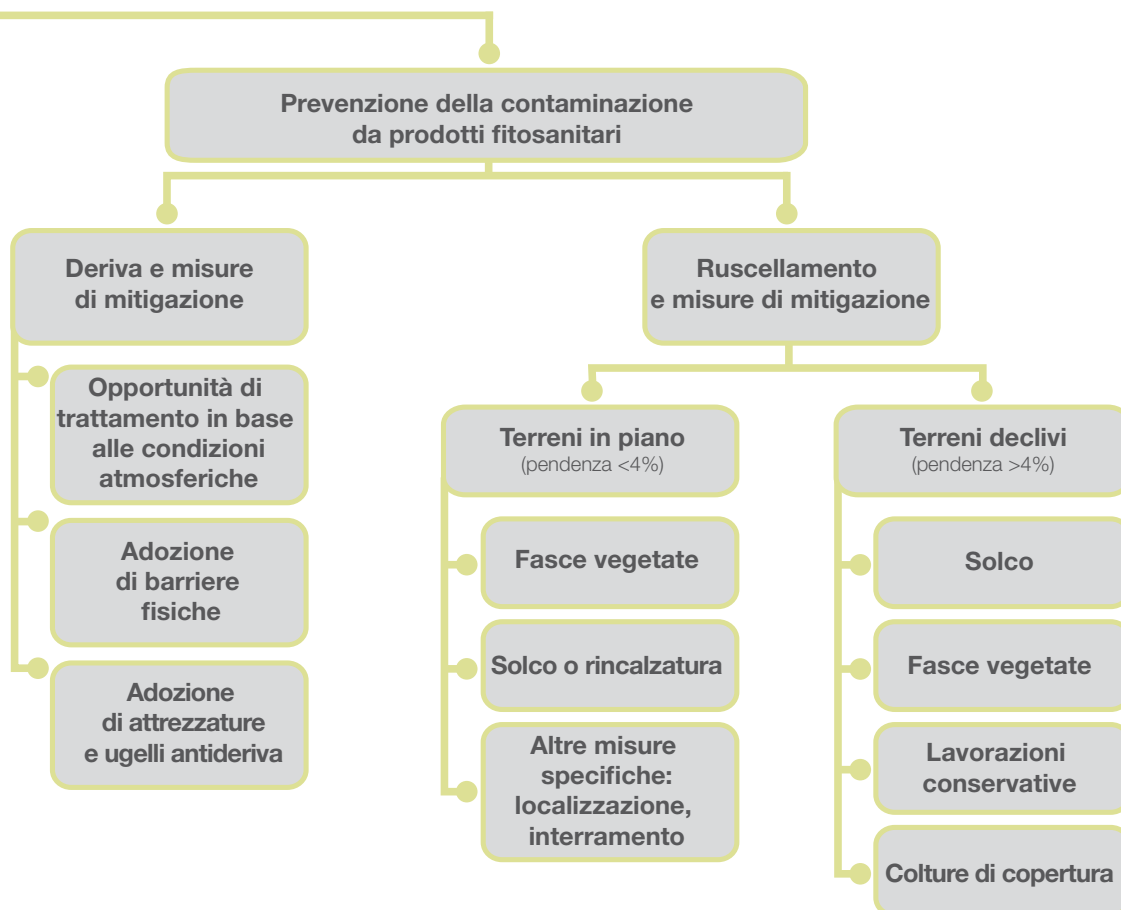 Prevenzione della contaminazione
da prodotti fitosanitari
Deriva e misure
di mitigazione
Opportunità di
trattamento in base
alle condizioni
atmosferiche
Adozione
di barriere
fisiche
Adozione
di attrezzature
e ugelli antideriva
Ruscellamento
e misure di mitigazione
Terreni in piano
(pendenza <4%)
Fasce vegetate
Solco o rincalzatura
Altre misure
specifiche:
localizzazione,
interramento
Terreni declivi
(pendenza >4%)
Solco
Fasce vegetate
Lavorazioni
conservative
Colture di copertura